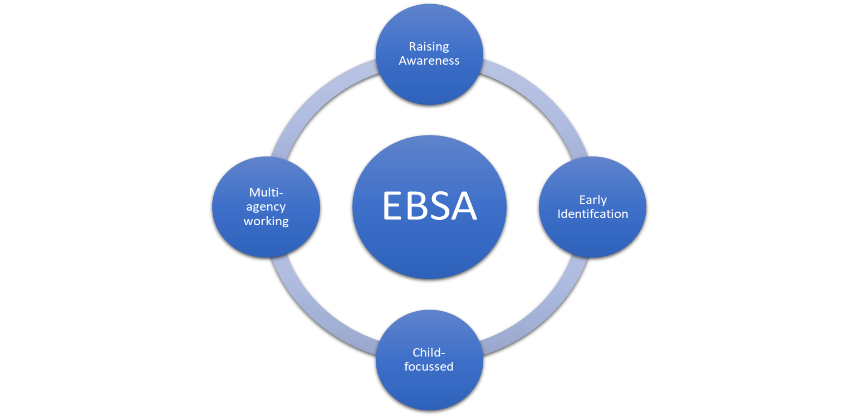 Raising
Awareness
Multi-
agency
working
EBSA
Early
Identifcation
Child-
focussed